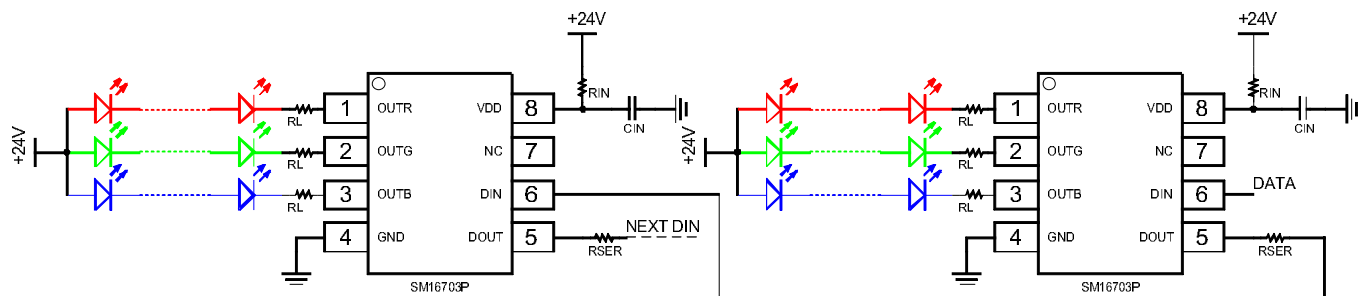 +24V
+24V
RL
RL
RL
1 OUTR
2 OUTG
3 OUTB
4 GND
VDD 8
NC 7
DIN 6
DOUT 5
RIN
CIN
NEXT DIN
RSER
SM16703P
+24V
+24V
RL
RL
RL
1 OUTR
2 OUTG
3 OUTB
4 GND
VDD 8
NC 7
DIN 6
DOUT 5
RIN
CIN
DATA
RSER
SM16703P